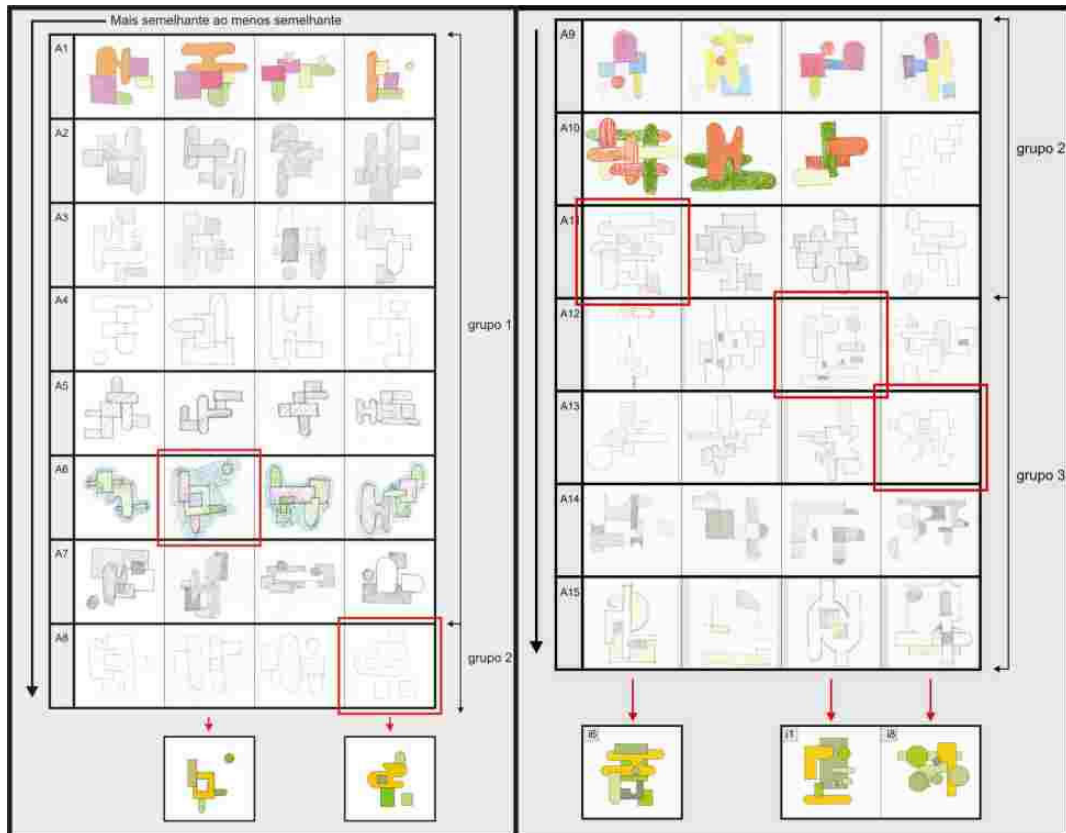 Mais semelhante ao menos semelhante
A1
A2
A3
A4
grupo 1
A5
A6
A7
A8
grupo 2
A9
A10
grupo 2
A11
A12
A13
grupo 3
A14
A15
i1
i8